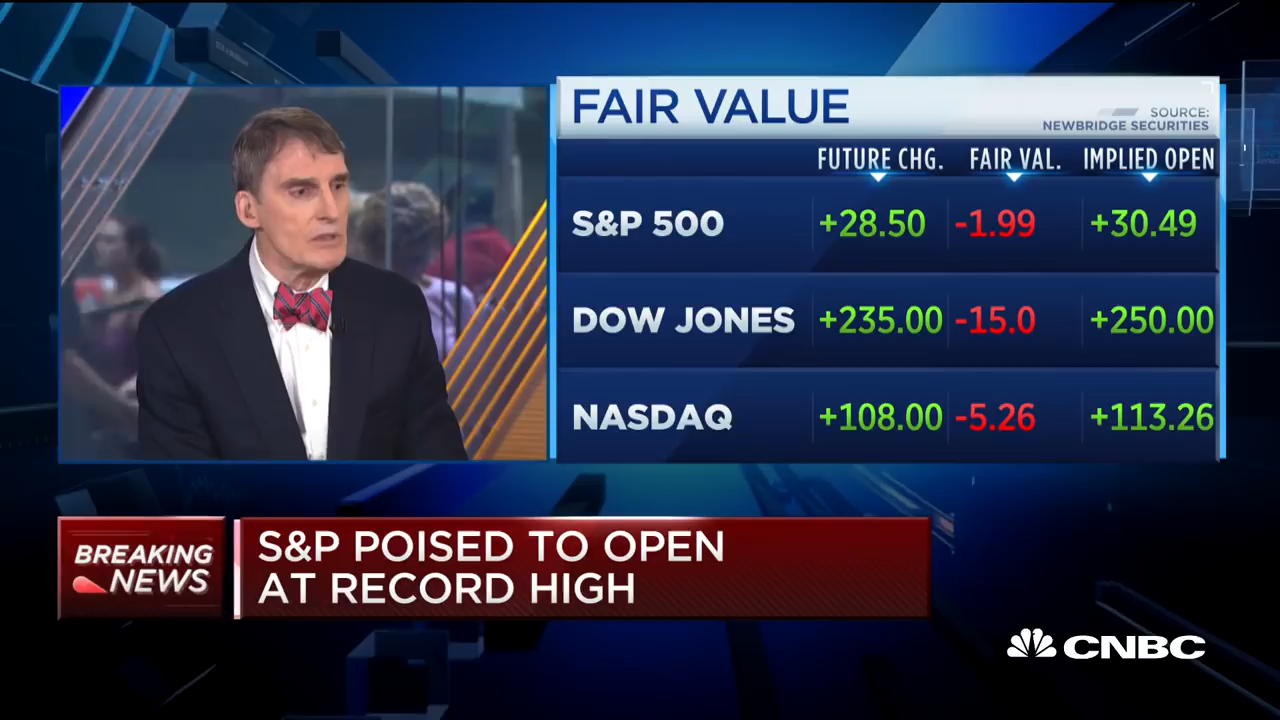 FAIR VALUE
SOURCE:
NEWBRIDGE SECURITIES
FUTURE CHG. FAIR VAL. IMPLIED OPEN
S&P 500 +28.50 -1.99 +30.49
DOW JONES +235.00 -15.0 +250.00
NASDAQ +108.00 -5.26 +113.26
BREAKING
NEWS
S&P POISED TO OPEN
AT RECORD HIGH
CNBC